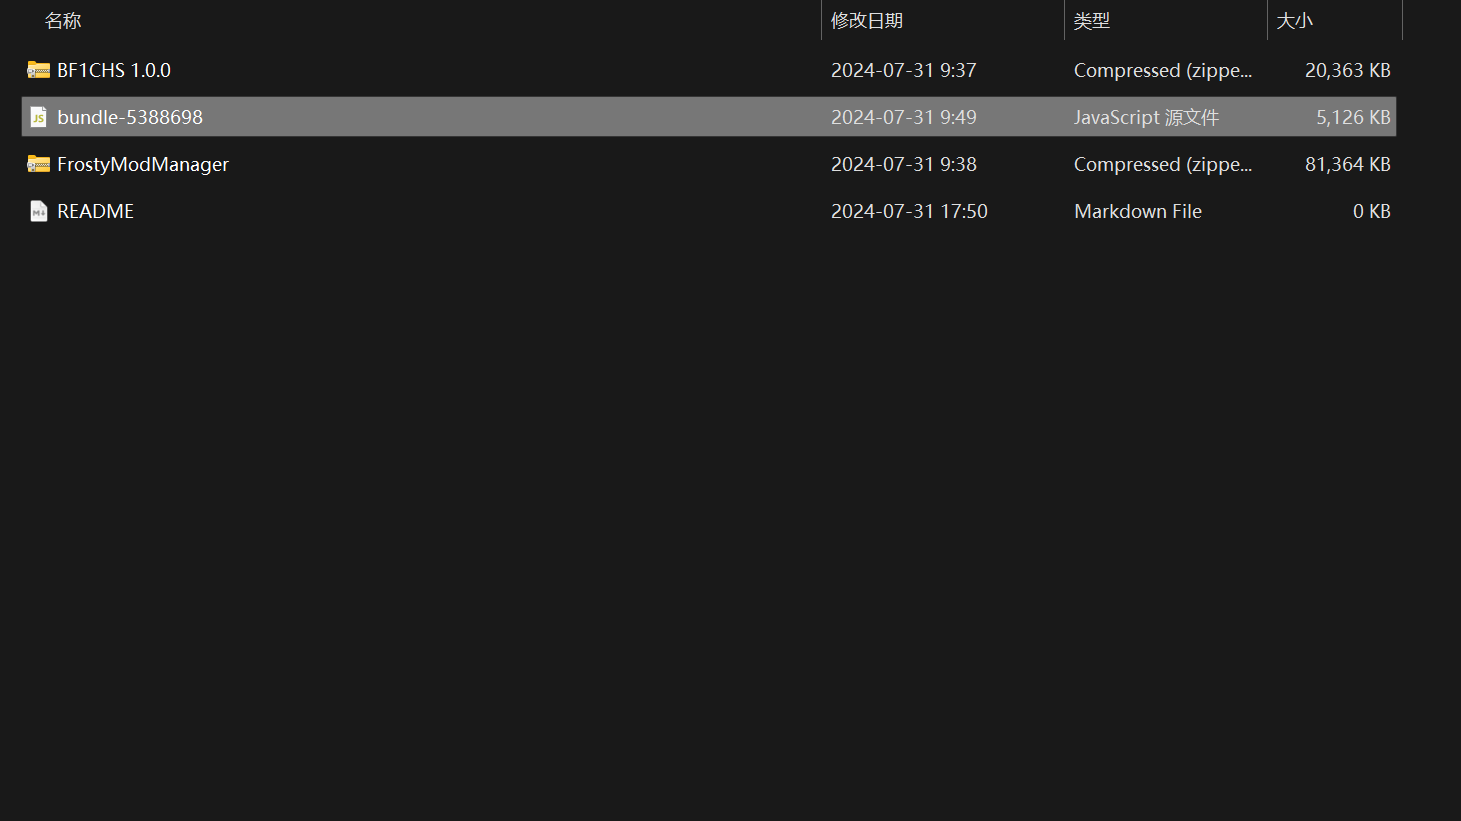 名称 修改日期 类型 大小
BF1CHS 1.0.0 2024-07-31 9:37 Compressed (zippe... 20,363 KB
JS bundle-5388698 2024-07-31 9:49 JavaScript 源文件 5,126 KB
FrostyModManager 2024-07-31 9:38 Compressed (zippe... 81,364 KB
M↓ README 2024-07-31 17:50 Markdown File 0 KB